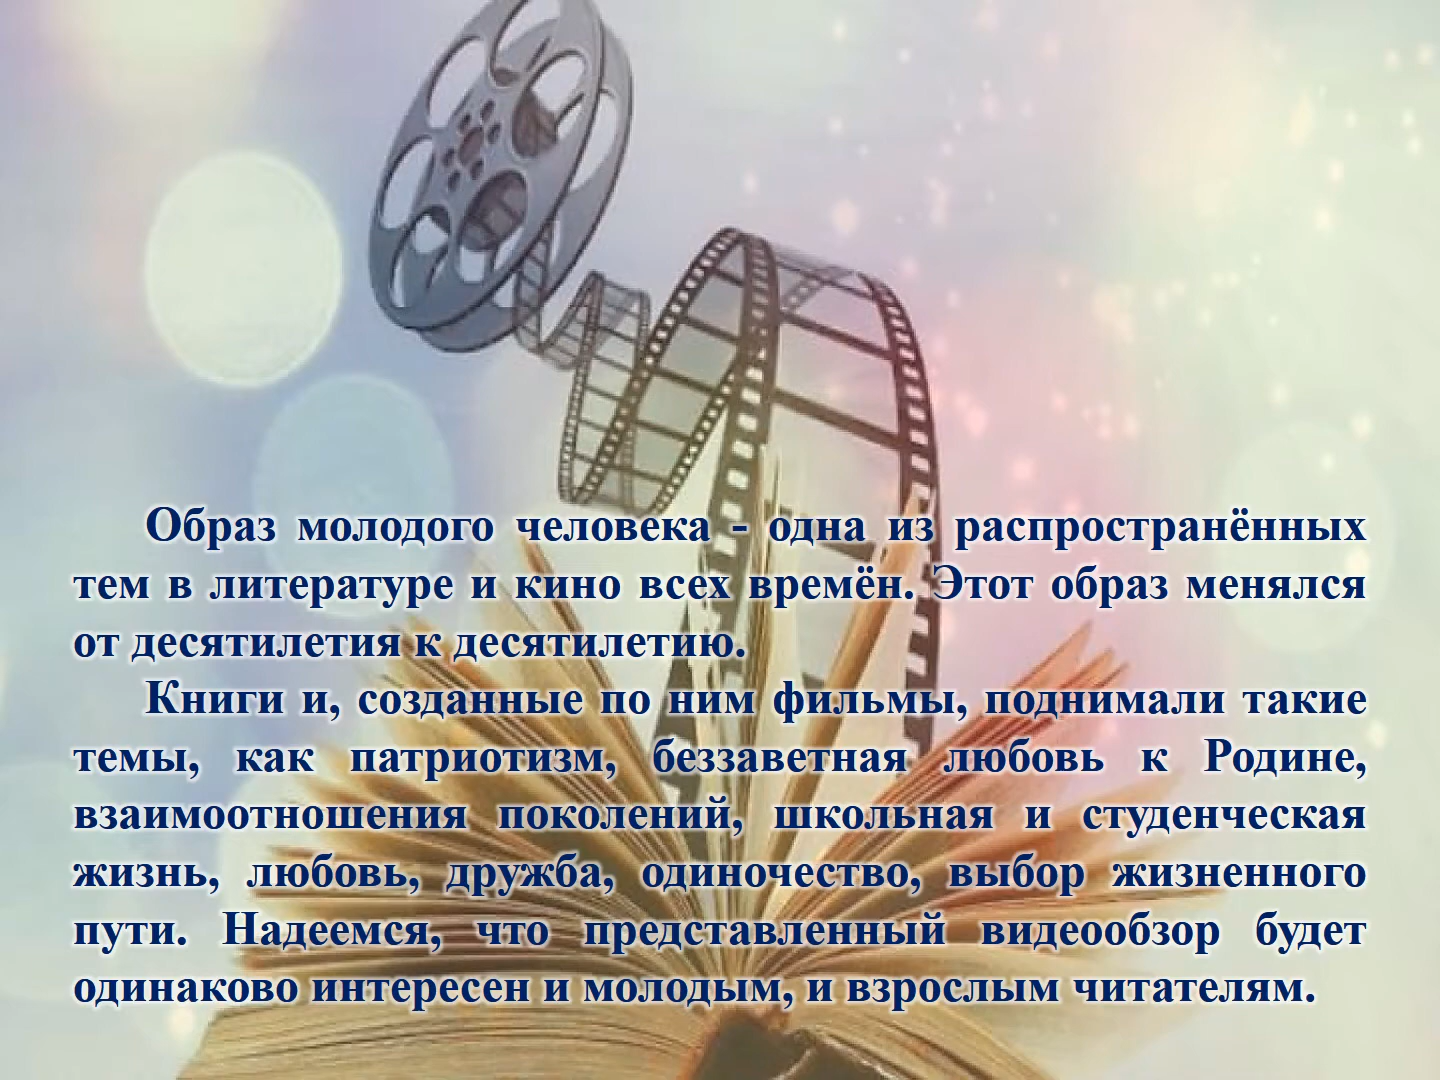 Образ молодого человека - одна из распространённых
тем в литературе и кино всех времён. Этот образ менялся
от десятилетия к десятилетию.
Книги и, созданные по ним фильмы, поднимали такие
темы, как патриотизм, беззаветная любовь к Родине,
взаимоотношения поколений, школьная и студенческая
жизнь, любовь, дружба, одиночество, выбор жизненного
пути. Надеемся, что представленный видеообзор будет
одинаково интересен и молодым, и взрослым читателям.